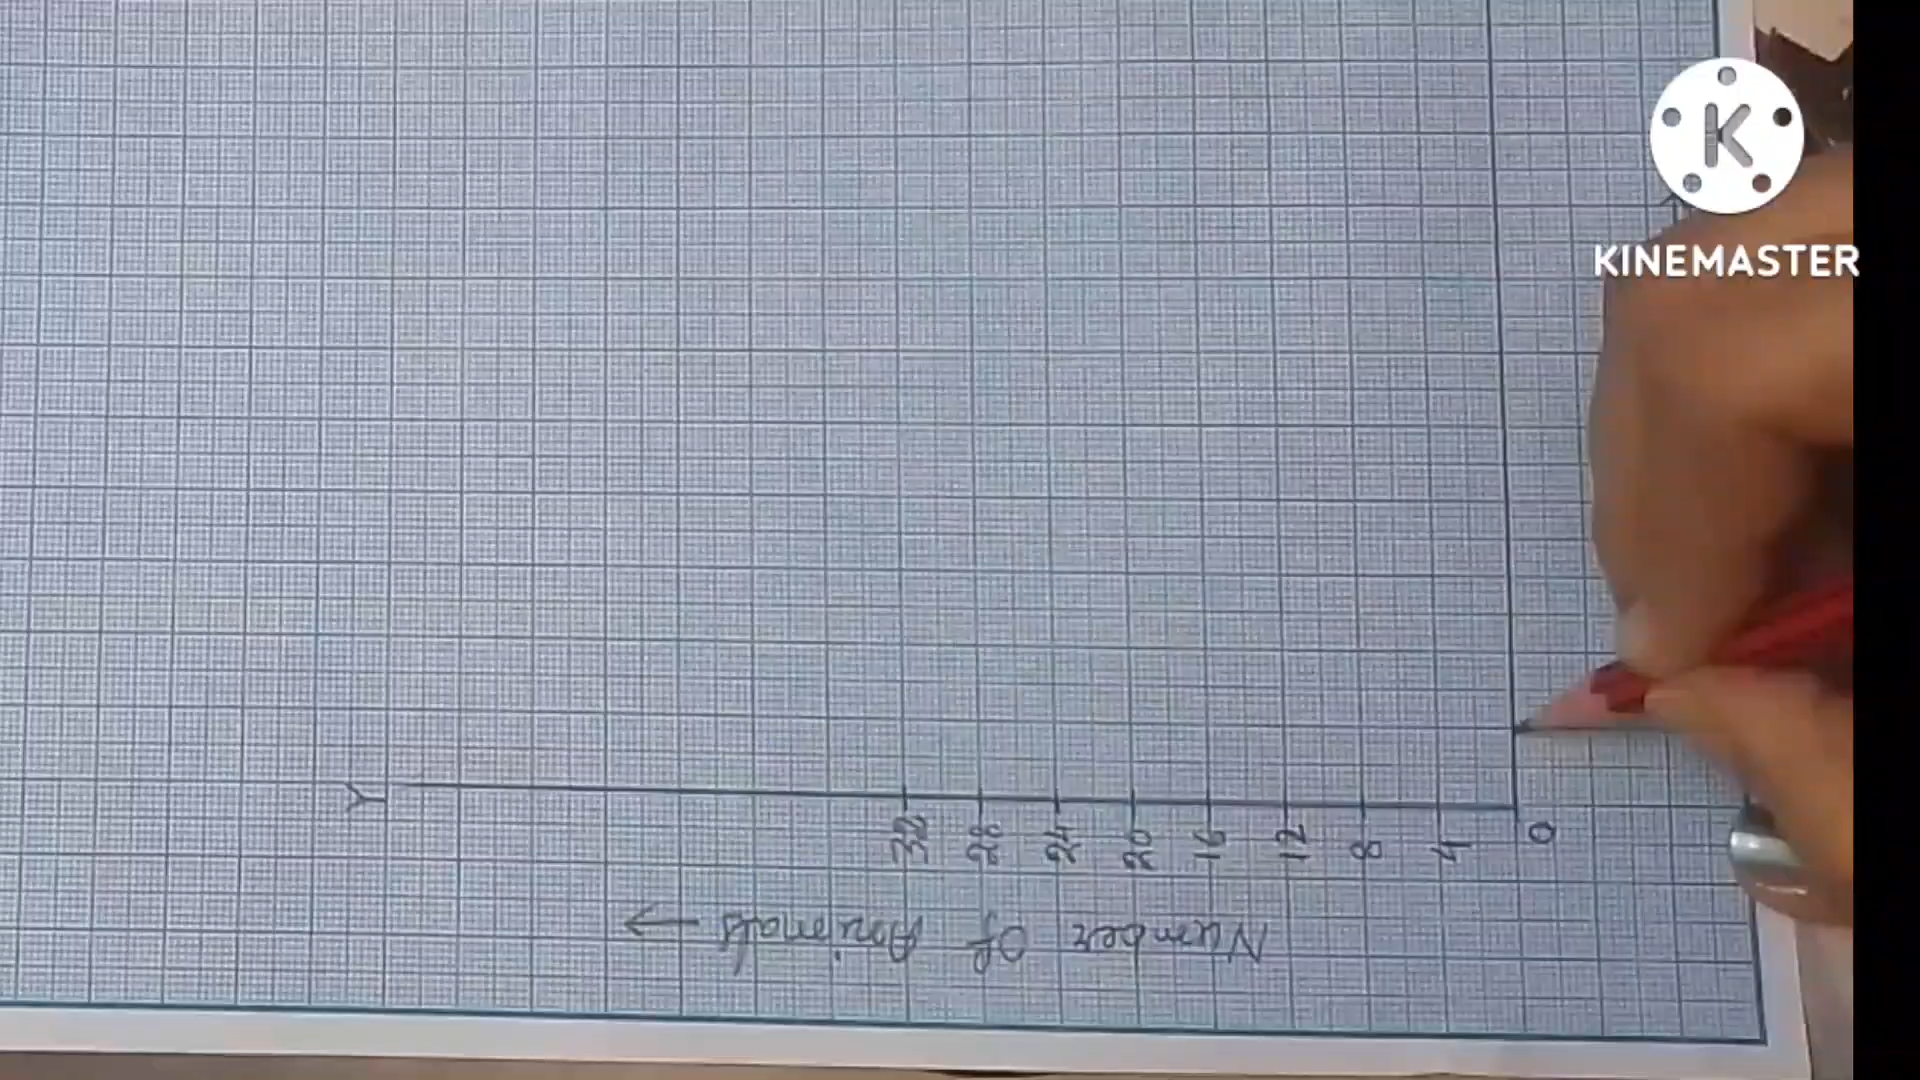 K
KINEMASTER
Y
32
28
24
20
16
12
8
4
0
Number of Animals →